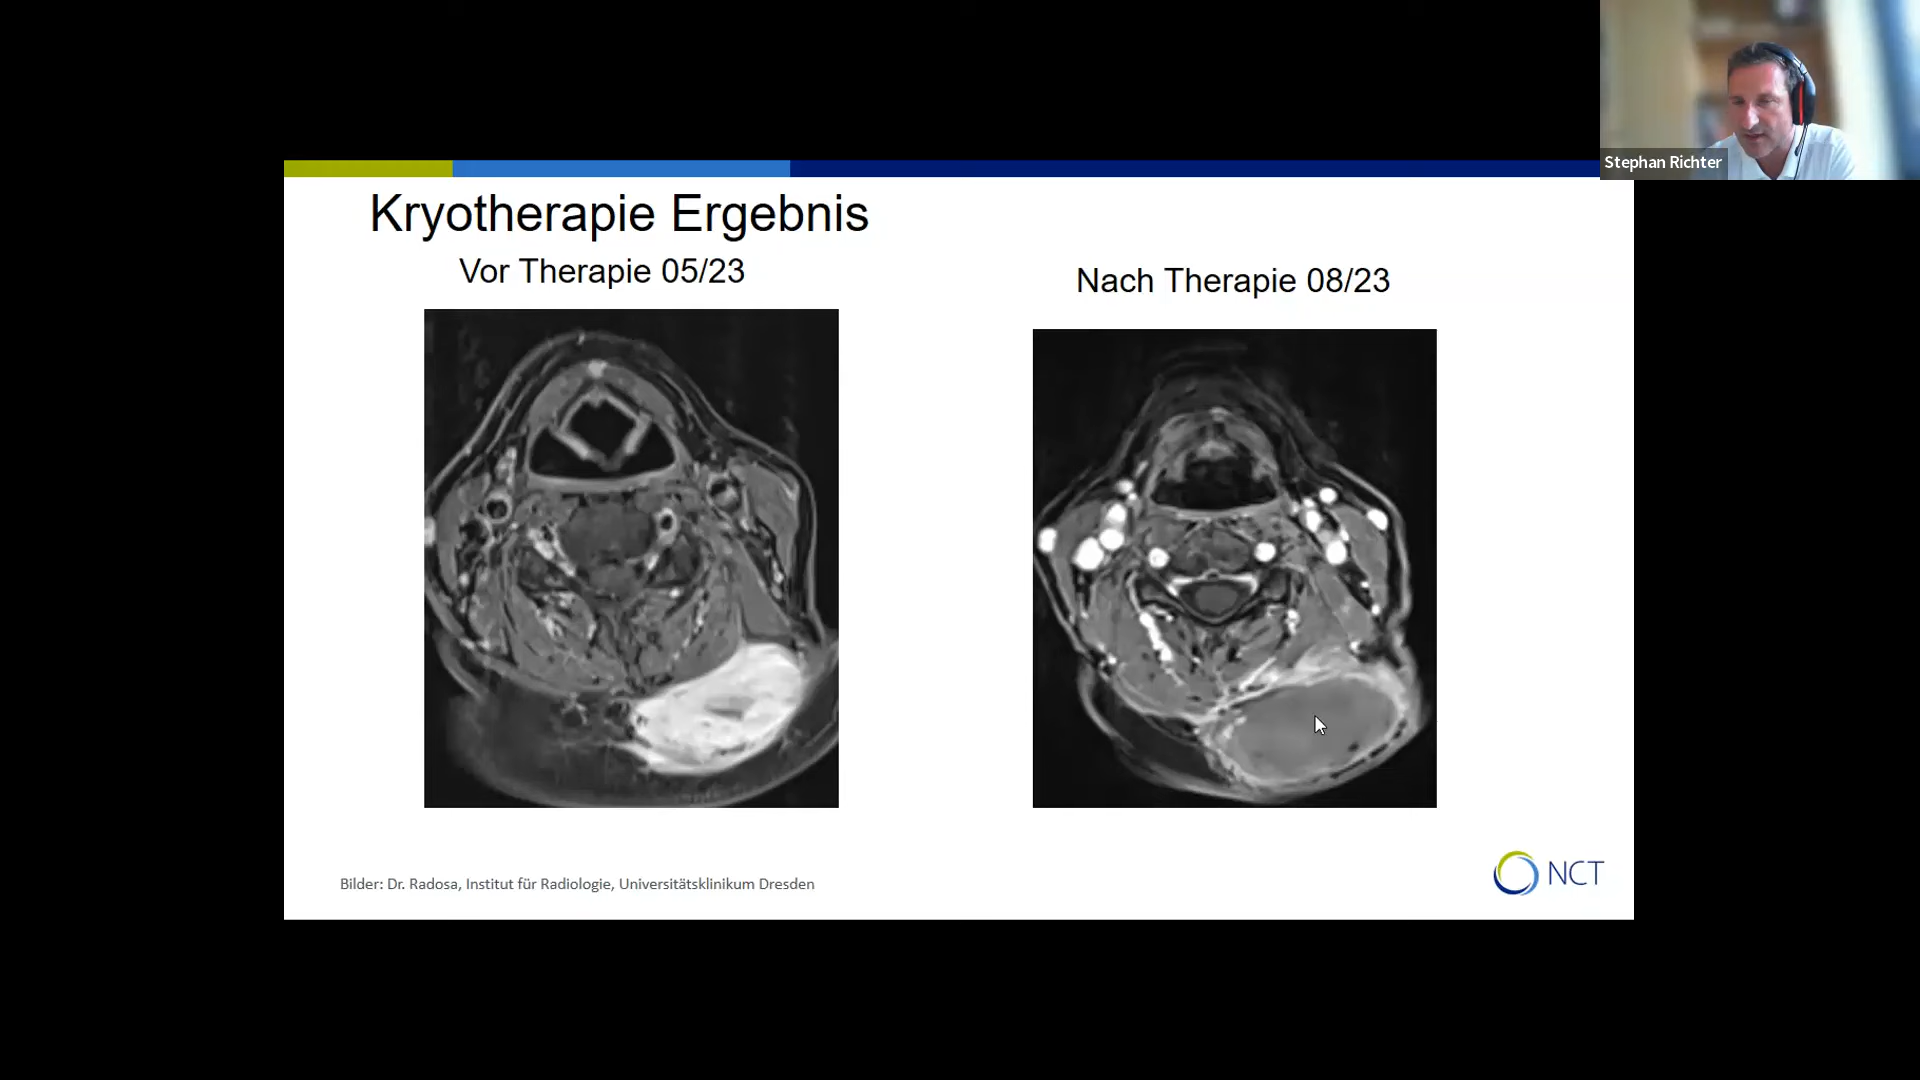 Stephan Richter
Kryotherapie Ergebnis
Vor Therapie 05/23
Nach Therapie 08/23
Bilder: Dr. Radosa, Institut für Radiologie, Universitätsklinikum Dresden
NCT